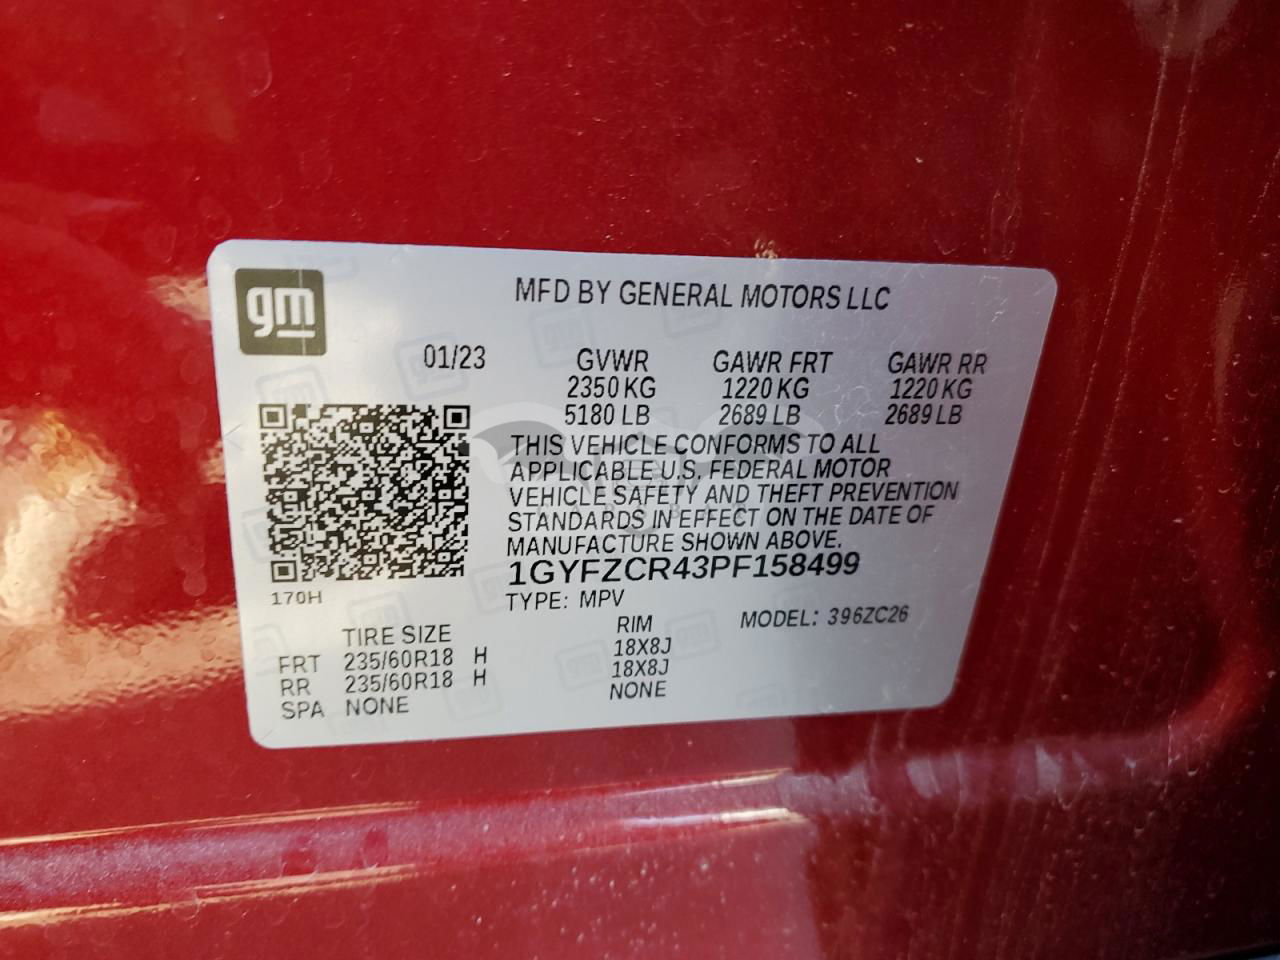 gm
MFD BY GENERAL MOTORS LLC
01/23 GVWR GAWR FRT GAWR RR
2350 KG 1220 KG 1220 KG
5180 LB 2689 LB 2689 LB
THIS VEHICLE CONFORMS TO ALL
APPLICABLE U.S. FEDERAL MOTOR
VEHICLE SAFETY AND THEFT PREVENTION
STANDARDS IN EFFECT ON THE DATE OF
MANUFACTURE SHOWN ABOVE.
1GYFZCR43PF158499
170H TYPE: MPV MODEL: 396ZC26
TIRE SIZE RIM
FRT 235/60R18 H 18X8J
RR 235/60R18 H 18X8J
SPA NONE NONE